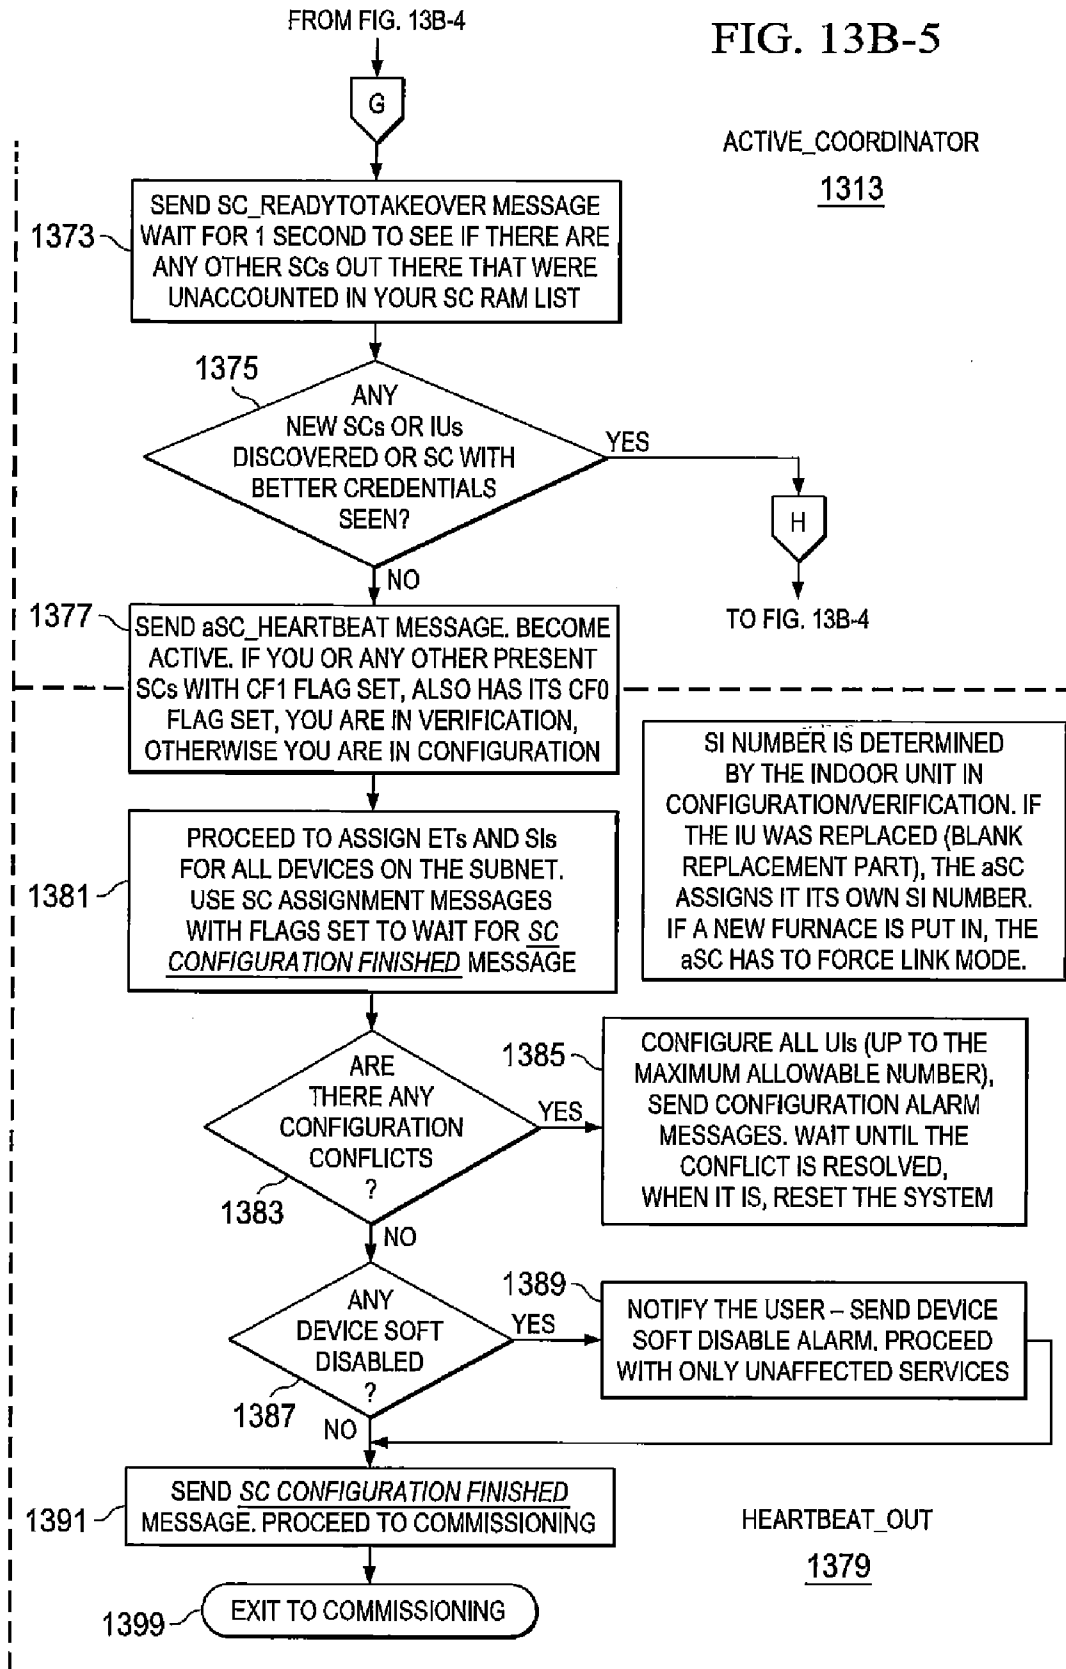 FROM FIG. 13B-4
FIG. 13B-5
G
ACTIVE_COORDINATOR
1313
1373
SEND SC_READYTOTAKEOVER MESSAGE
WAIT FOR 1 SECOND TO SEE IF THERE ARE
ANY OTHER SCs OUT THERE THAT WERE
UNACCOUNTED IN YOUR SC RAM LIST
1375
ANY
NEW SCs OR IUs
DISCOVERED OR SC WITH
BETTER CREDENTIALS
SEEN?
YES
H
TO FIG. 13B-4
NO
1377
SEND aSC_HEARTBEAT MESSAGE. BECOME
ACTIVE. IF YOU OR ANY OTHER PRESENT
SCs WITH CF1 FLAG SET, ALSO HAS ITS CF0
FLAG SET, YOU ARE IN VERIFICATION,
OTHERWISE YOU ARE IN CONFIGURATION
SI NUMBER IS DETERMINED
BY THE INDOOR UNIT IN
CONFIGURATION/VERIFICATION. IF
THE IU WAS REPLACED (BLANK
REPLACEMENT PART), THE aSC
ASSIGNS IT ITS OWN SI NUMBER.
IF A NEW FURNACE IS PUT IN, THE
aSC HAS TO FORCE LINK MODE.
1381
PROCEED TO ASSIGN ETs AND SIs
FOR ALL DEVICES ON THE SUBNET.
USE SC ASSIGNMENT MESSAGES
WITH FLAGS SET TO WAIT FOR SC
CONFIGURATION FINISHED MESSAGE
ARE
THERE ANY
CONFIGURATION
CONFLICTS
?
1383
YES
1385
CONFIGURE ALL UIs (UP TO THE
MAXIMUM ALLOWABLE NUMBER),
SEND CONFIGURATION ALARM
MESSAGES. WAIT UNTIL THE
CONFLICT IS RESOLVED,
WHEN IT IS, RESET THE SYSTEM
NO
ANY
DEVICE SOFT
DISABLED
?
1387
YES
1389
NOTIFY THE USER – SEND DEVICE
SOFT DISABLE ALARM. PROCEED
WITH ONLY UNAFFECTED SERVICES
NO
1391
SEND SC CONFIGURATION FINISHED
MESSAGE. PROCEED TO COMMISSIONING
HEARTBEAT_OUT
1379
1399
EXIT TO COMMISSIONING